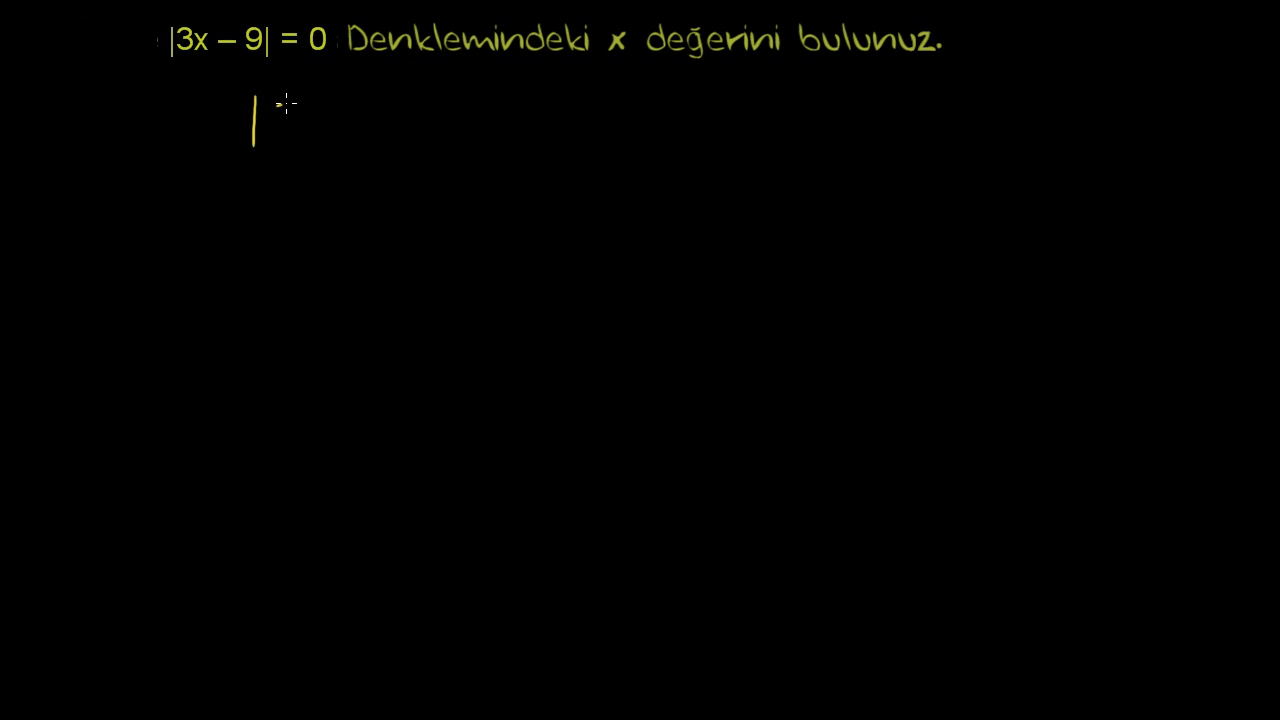 |3x – 9| = 0 Denklemindeki x değerini bulunuz.
|